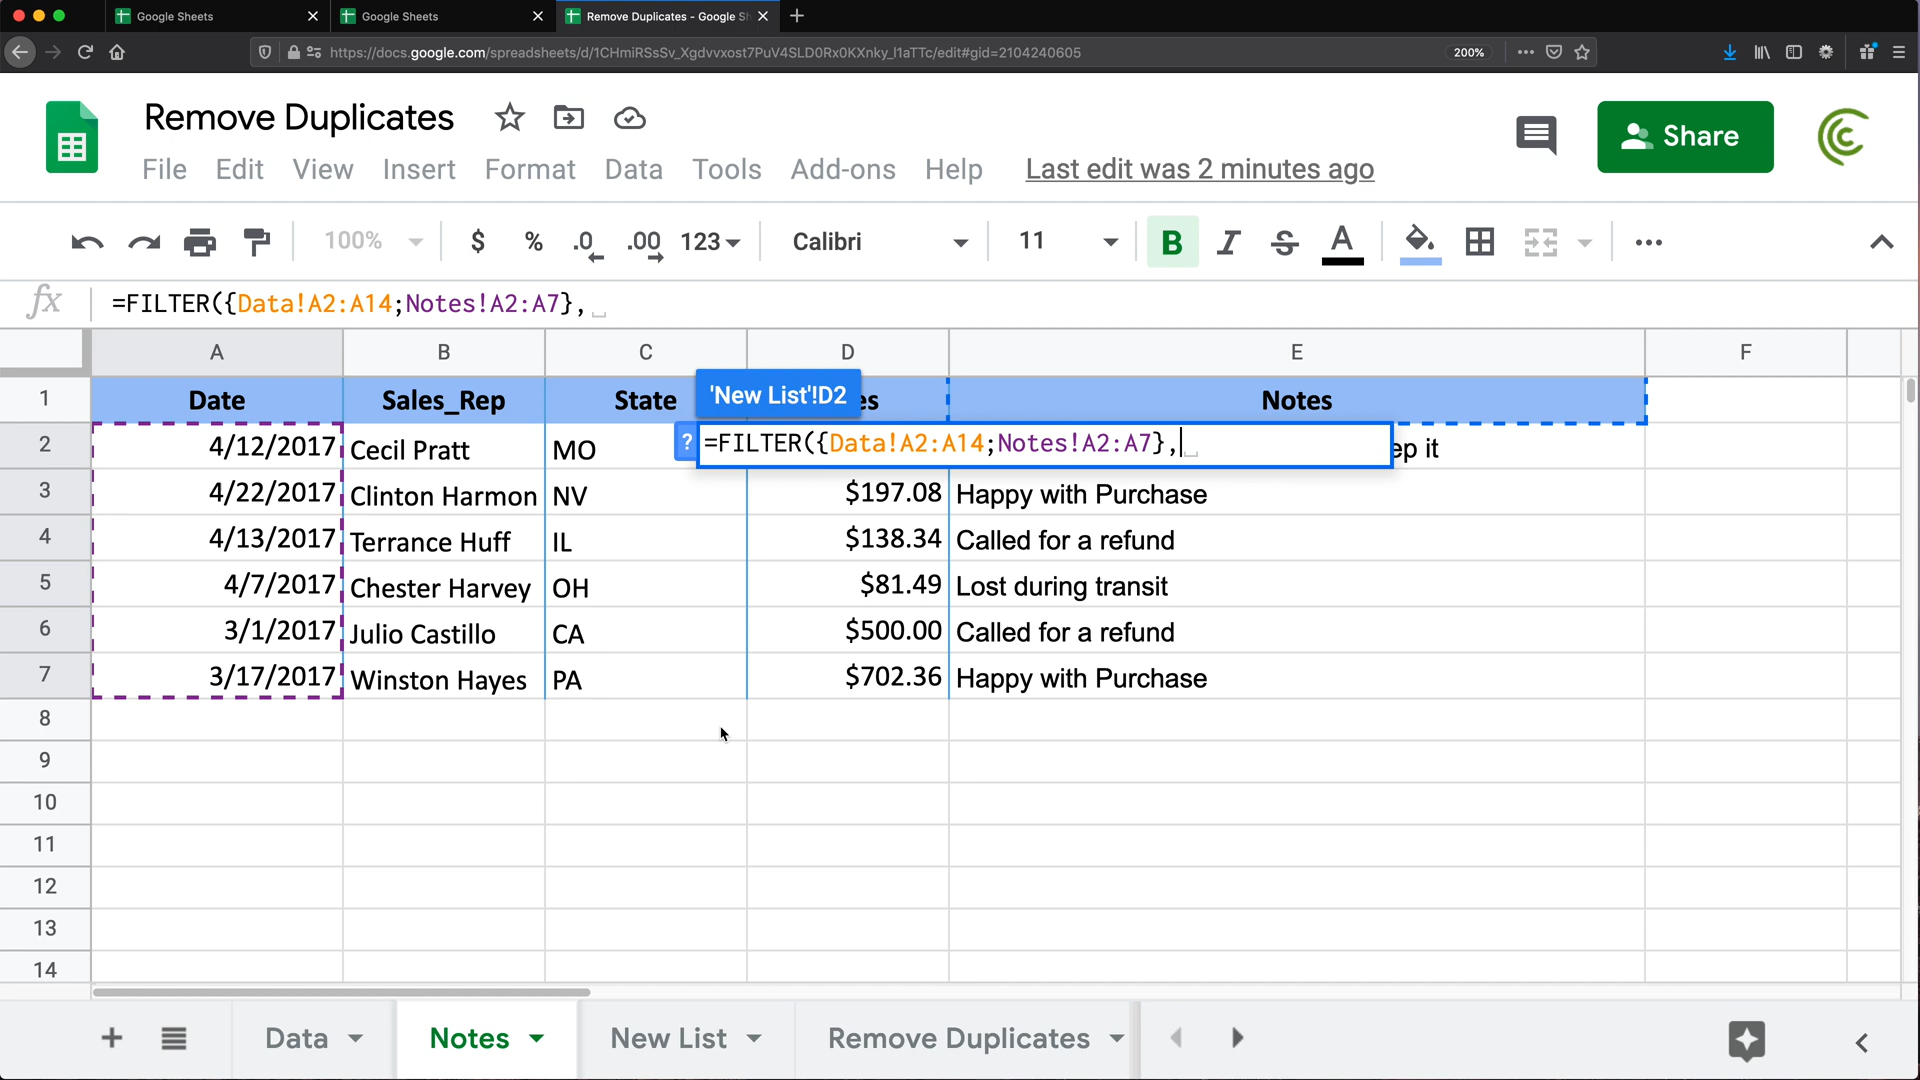 Google Sheets
Google Sheets
Remove Duplicates - Google Sh
https://docs.google.com/spreadsheets/d/1CHmiRSsSv_Xgdvvxost7PuV4SLD0Rx0KXnky_l1aTTc/edit#gid=2104240605
200%
Remove Duplicates
Share
File Edit View Insert Format Data Tools Add-ons Help Last edit was 2 minutes ago
100% $ % .0 .00 123 Calibri 11 B I S A
fx =FILTER({Data!A2:A14;Notes!A2:A7},
A B C D E F
1 Date Sales_Rep State es Notes
'New List'!D2
2 4/12/2017 Cecil Pratt MO ? =FILTER({Data!A2:A14;Notes!A2:A7}, ep it
3 4/22/2017 Clinton Harmon NV $197.08 Happy with Purchase
4 4/13/2017 Terrance Huff IL $138.34 Called for a refund
5 4/7/2017 Chester Harvey OH $81.49 Lost during transit
6 3/1/2017 Julio Castillo CA $500.00 Called for a refund
7 3/17/2017 Winston Hayes PA $702.36 Happy with Purchase
8
9
10
11
12
13
14
Data Notes New List Remove Duplicates